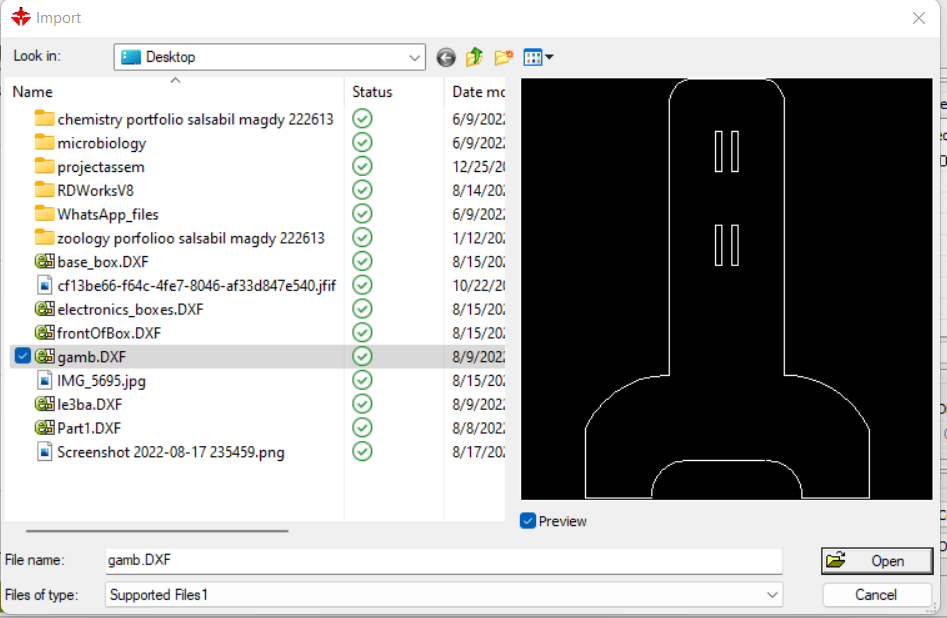 Import
Look in: Desktop
Name Status Date mo
chemistry portfolio salsabil magdy 222613 6/9/2022
microbiology 6/9/2022
projectassem 12/25/20
RDWorksV8 8/14/202
WhatsApp_files 6/9/2022
zoology porfolioo salsabil magdy 222613 1/12/202
base_box.DXF 8/15/202
cf13be66-f64c-4fe7-8046-af33d847e540.jfif 10/22/20
electronics_boxes.DXF 8/15/202
frontOfBox.DXF 8/15/202
gamb.DXF 8/9/2022
IMG_5695.jpg 8/15/202
le3ba.DXF 8/9/2022
Part1.DXF 8/8/2022
Screenshot 2022-08-17 235459.png 8/17/202
Preview
File name: gamb.DXF Open
Files of type: Supported Files1 Cancel